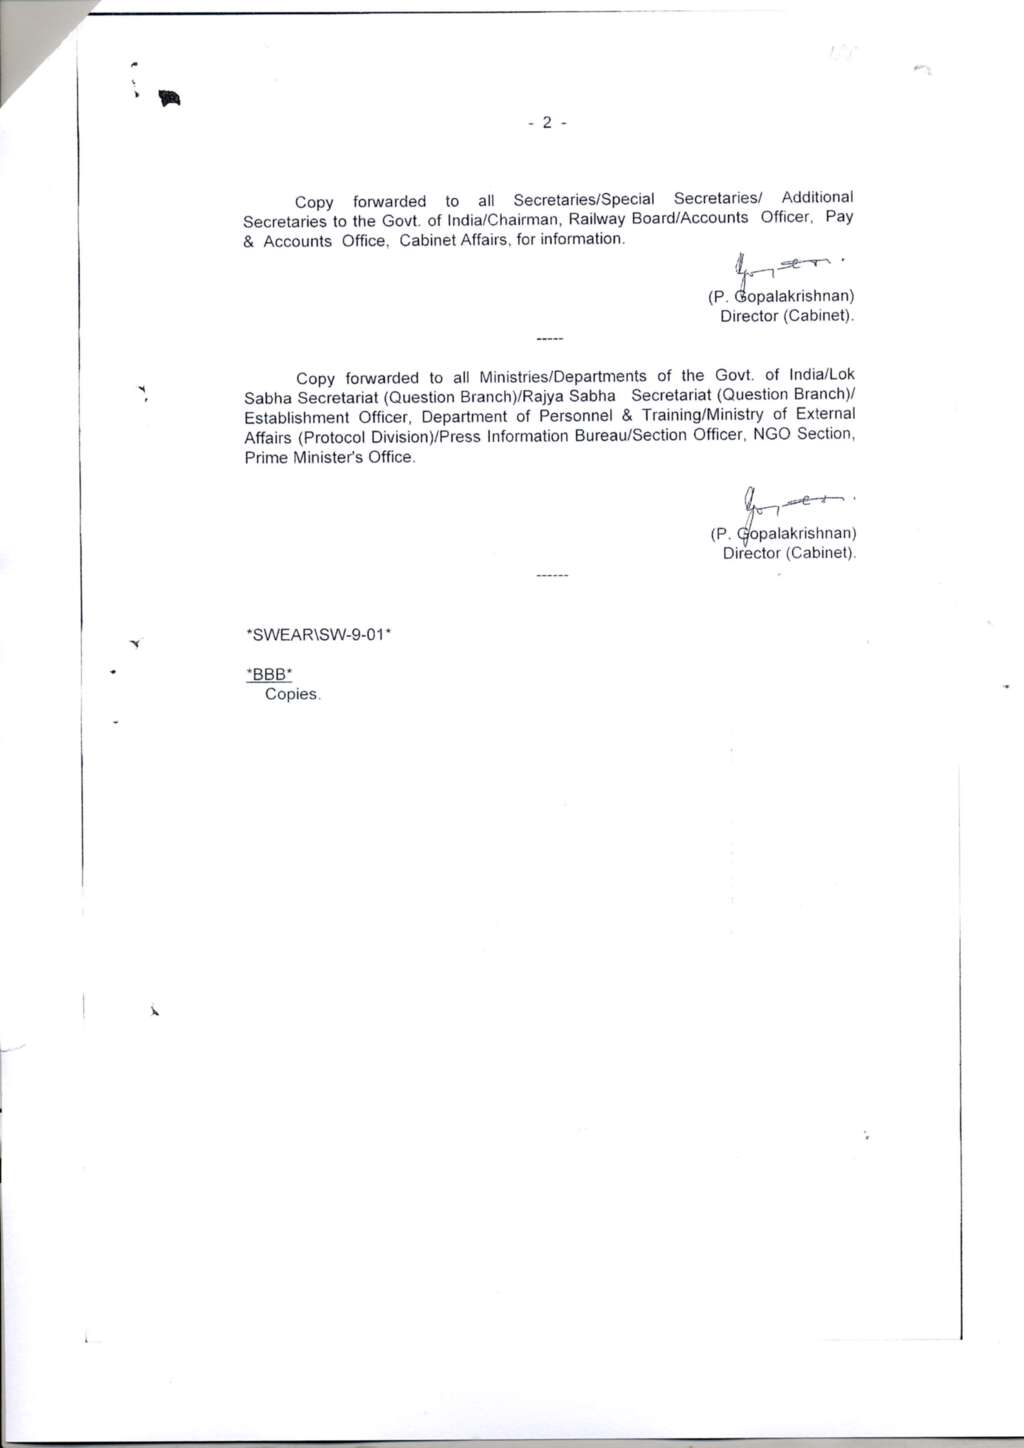 - 2 -
Copy forwarded to all Secretaries/Special Secretaries/ Additional
Secretaries to the Govt. of India/Chairman, Railway Board/Accounts Officer, Pay
& Accounts Office, Cabinet Affairs, for information.
(P. Gopalakrishnan)
Director (Cabinet).
-----
Copy forwarded to all Ministries/Departments of the Govt. of India/Lok
Sabha Secretariat (Question Branch)/Rajya Sabha Secretariat (Question Branch)/
Establishment Officer, Department of Personnel & Training/Ministry of External
Affairs (Protocol Division)/Press Information Bureau/Section Officer, NGO Section,
Prime Minister's Office.
(P. Gopalakrishnan)
Director (Cabinet).
------
*SWEAR\SW-9-01*
*BBB*
Copies.